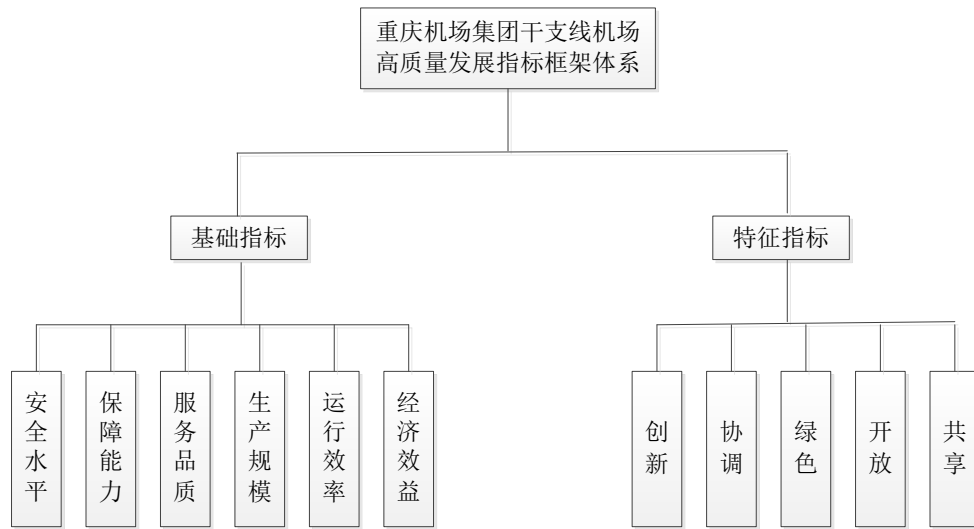 重庆机场集团干支线机场
高质量发展指标框架体系
基础指标
特征指标
安全水平
保障能力
服务品质
生产规模
运行效率
经济效益
创新
协调
绿色
开放
共享